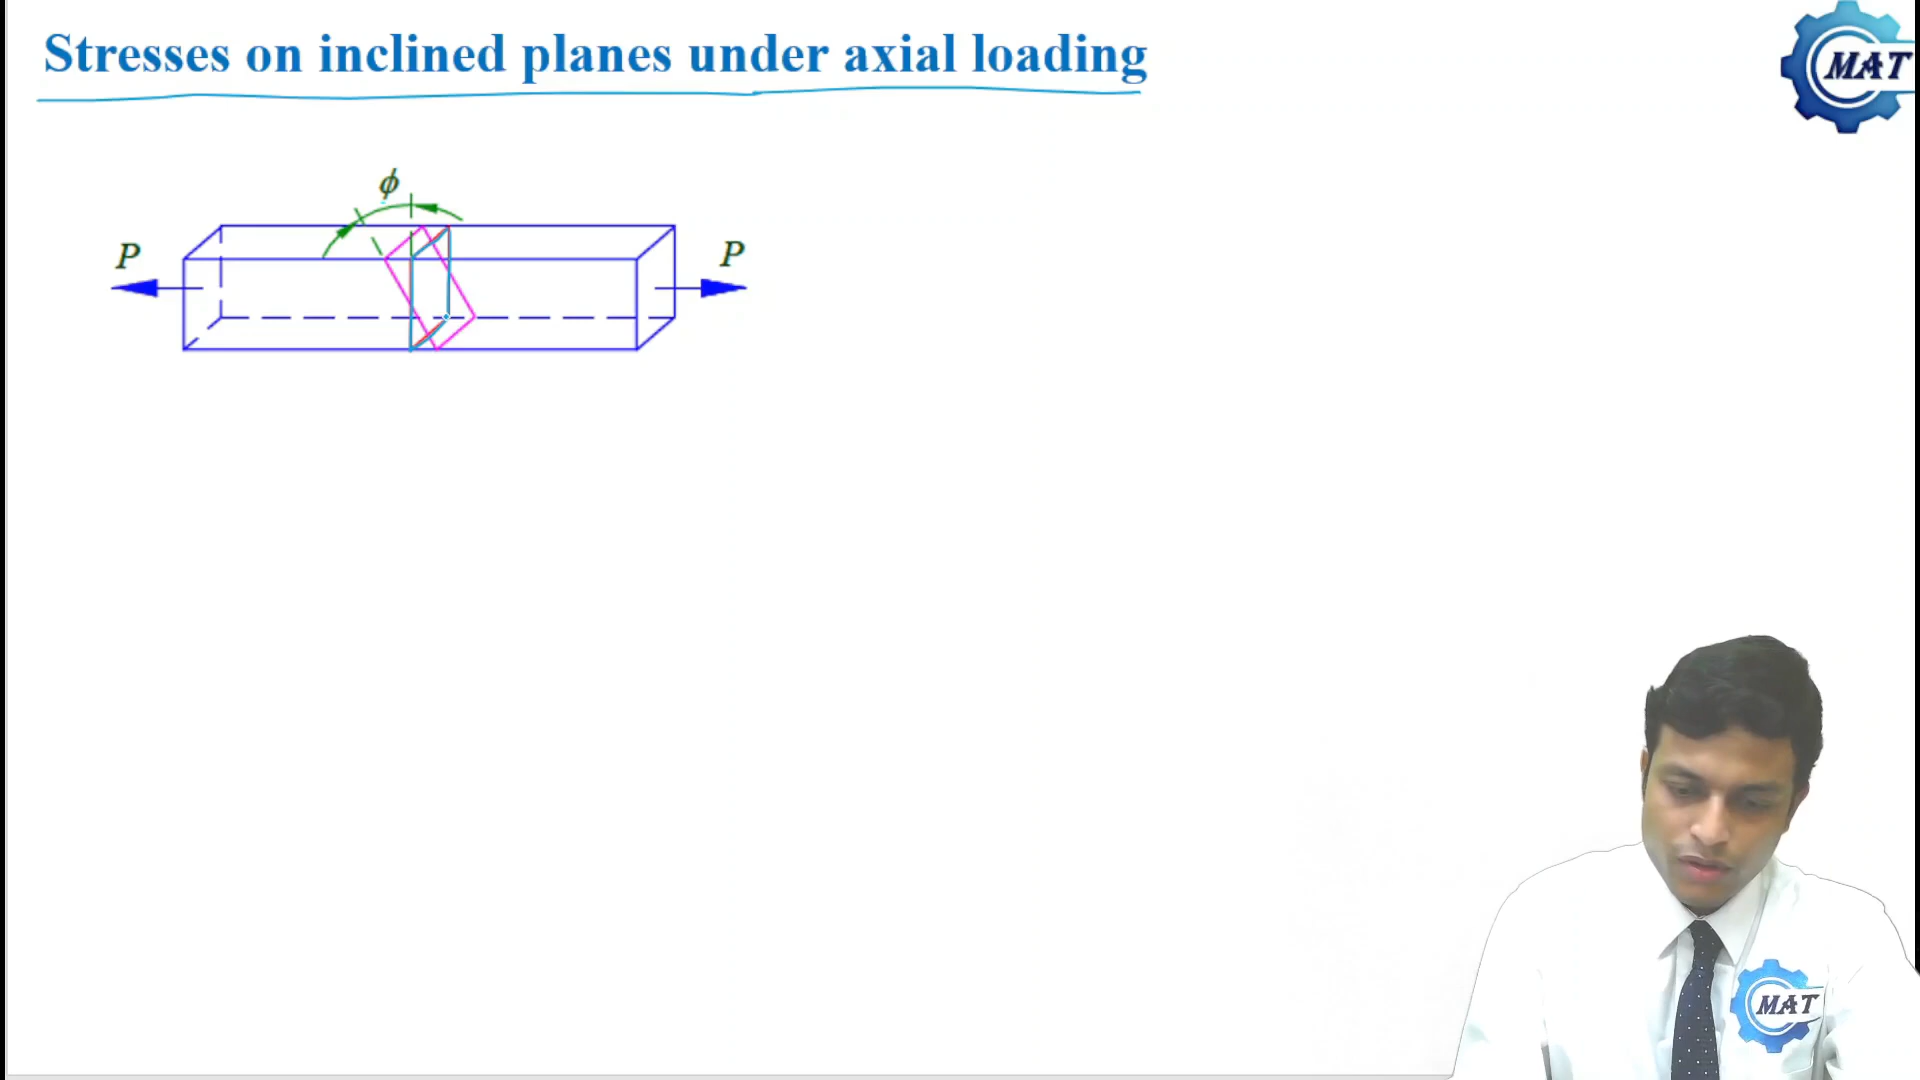 Stresses on inclined planes under axial loading
MAT
ϕ
P
P
MAT